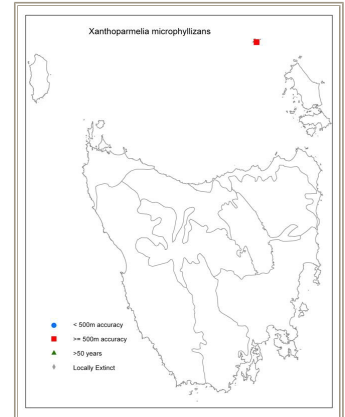 Xanthoparmelia microphyllizans
< 500m accuracy
>= 500m accuracy
>50 years
Locally Extinct